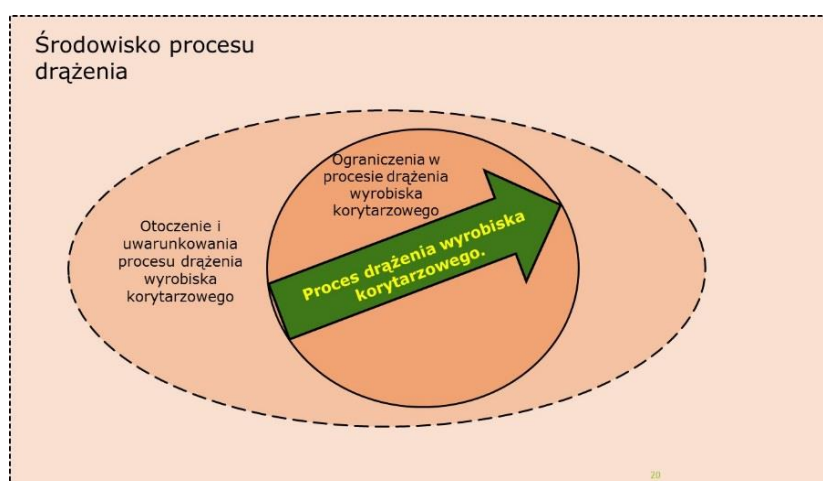 Środowisko procesu
drążenia
Ograniczenia w
procesie drążenia
wyrobiska
korytarzowego
Otoczenie i
uwarunkowania
procesu drążenia
wyrobiska
korytarzowego
Proces drążenia wyrobiska
korytarzowego.
20